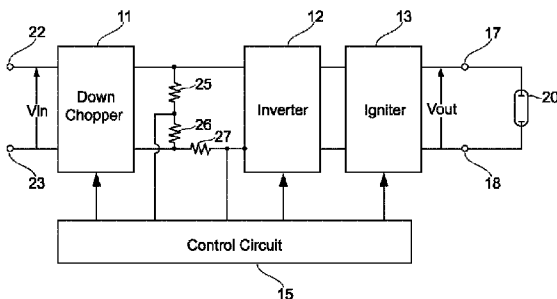 11
12
13
22
17
25
Vin
Down
Chopper
26
27
Inverter
Igniter
Vout
20
23
18
Control Circuit
15